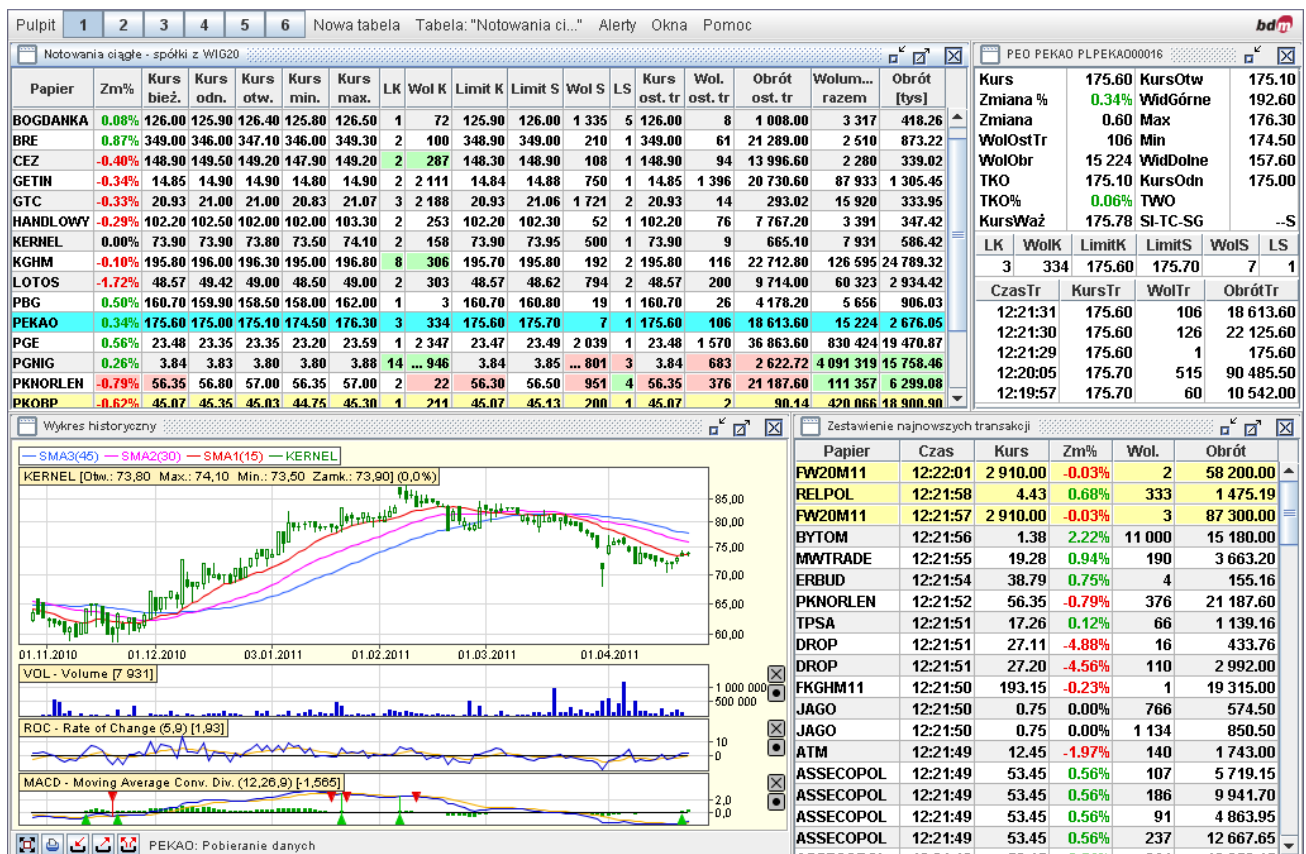 Pulpit 1 2 3 4 5 6 Nowa tabela Tabela: "Notowania ci..." Alerty Okna Pomoc bdm
Notowania ciągłe - spółki z WIG20
Papier Zm% Kurs bież. Kurs odn. Kurs otw. Kurs min. Kurs max. LK Wol K Limit K Limit S Wol S LS Kurs ost. tr Wol. ost. tr Obrót ost. tr Wolum... razem Obrót [tys]
BOGDANKA 0.08% 126.00 125.90 126.40 125.80 126.50 1 72 125.90 126.00 1 335 5 126.00 8 1 008.00 3 317 418.26
BRE 0.87% 349.00 346.00 347.10 346.00 349.30 2 100 348.90 349.00 210 1 349.00 61 21 289.00 2 510 873.22
CEZ -0.40% 148.90 149.50 149.20 147.90 149.20 2 287 148.30 148.90 108 1 148.90 94 13 996.60 2 280 339.02
GETIN -0.34% 14.85 14.90 14.90 14.80 14.90 2 2 111 14.84 14.88 750 1 14.85 1 396 20 730.60 87 933 1 305.45
GTC -0.33% 20.93 21.00 21.00 20.83 21.07 3 2 188 20.93 21.06 1 721 2 20.93 14 293.02 15 920 333.95
HANDLOWY -0.29% 102.20 102.50 102.00 102.00 103.30 2 253 102.20 102.30 52 1 102.20 76 7 767.20 3 391 347.42
KERNEL 0.00% 73.90 73.90 73.80 73.50 74.10 2 158 73.90 73.95 500 1 73.90 9 665.10 7 931 586.42
KGHM -0.10% 195.80 196.00 196.30 195.00 196.80 8 306 195.70 195.80 192 2 195.80 116 22 712.80 126 595 24 789.32
LOTOS -1.72% 48.57 49.42 49.00 48.50 49.00 2 303 48.57 48.62 794 2 48.57 200 9 714.00 60 323 2 934.42
PBG 0.50% 160.70 159.90 158.50 158.00 162.00 1 3 160.70 160.80 19 1 160.70 26 4 178.20 5 656 906.03
PEKAO 0.34% 175.60 175.00 175.10 174.50 176.30 3 334 175.60 175.70 7 1 175.60 106 18 613.60 15 224 2 676.05
PGE 0.56% 23.48 23.35 23.35 23.20 23.59 1 2 347 23.47 23.49 2 039 1 23.48 1 570 36 863.60 830 424 19 470.87
PGNIG 0.26% 3.84 3.83 3.80 3.80 3.88 14 ... 946 3.84 3.85 ... 801 3 3.84 683 2 622.72 4 091 319 15 758.46
PKNORLEN -0.79% 56.35 56.80 57.00 56.35 57.00 2 22 56.30 56.50 951 4 56.35 376 21 187.60 111 357 6 299.08
PKOBP -0.62% 45.07 45.35 45.03 44.75 45.30 1 211 45.07 45.13 200 1 45.07 2 90.14 420 066 18 900.90
PEO PEKAO PLPEKAO00016
Kurs 175.60 KursOtw 175.10
Zmiana % 0.34% WidGórne 192.60
Zmiana 0.60 Max 176.30
WolOstTr 106 Min 174.50
WolObr 15 224 WidDolne 157.60
TKO 175.10 KursOdn 175.00
TKO% 0.06% TWO
KursWaż 175.78 SI-TC-SG --S
LK WolK LimitK LimitS WolS LS
3 334 175.60 175.70 7 1
CzasTr KursTr WolTr ObrótTr
12:21:31 175.60 106 18 613.60
12:21:30 175.60 126 22 125.60
12:21:29 175.60 1 175.60
12:20:05 175.70 515 90 485.50
12:19:57 175.70 60 10 542.00
Wykres historyczny
SMA3(45) SMA2(30) SMA1(15) KERNEL
KERNEL [Otw.: 73,80 Max.: 74,10 Min.: 73,50 Zamk.: 73,90] (0,0%)
85,00
80,00
75,00
70,00
65,00
60,00
01.11.2010 01.12.2010 03.01.2011 01.02.2011 01.03.2011 01.04.2011
VOL - Volume [7 931]
1 000 000
500 000
ROC - Rate of Change (5,9) [1,93]
10
0
MACD - Moving Average Conv. Div. (12,26,9) [-1,565]
2,0
0,0
PEKAO: Pobieranie danych
Zestawienie najnowszych transakcji
Papier Czas Kurs Zm% Wol. Obrót
FW20M11 12:22:01 2 910.00 -0.03% 2 58 200.00
RELPOL 12:21:58 4.43 0.68% 333 1 475.19
FW20M11 12:21:57 2 910.00 -0.03% 3 87 300.00
BYTOM 12:21:56 1.38 2.22% 11 000 15 180.00
MWTRADE 12:21:55 19.28 0.94% 190 3 663.20
ERBUD 12:21:54 38.79 0.75% 4 155.16
PKNORLEN 12:21:52 56.35 -0.79% 376 21 187.60
TPSA 12:21:51 17.26 0.12% 66 1 139.16
DROP 12:21:51 27.11 -4.88% 16 433.76
DROP 12:21:51 27.20 -4.56% 110 2 992.00
FKGHM11 12:21:50 193.15 -0.23% 1 19 315.00
JAGO 12:21:50 0.75 0.00% 766 574.50
JAGO 12:21:50 0.75 0.00% 1 134 850.50
ATM 12:21:49 12.45 -1.97% 140 1 743.00
ASSECOPOL 12:21:49 53.45 0.56% 107 5 719.15
ASSECOPOL 12:21:49 53.45 0.56% 186 9 941.70
ASSECOPOL 12:21:49 53.45 0.56% 91 4 863.95
ASSECOPOL 12:21:49 53.45 0.56% 237 12 667.65